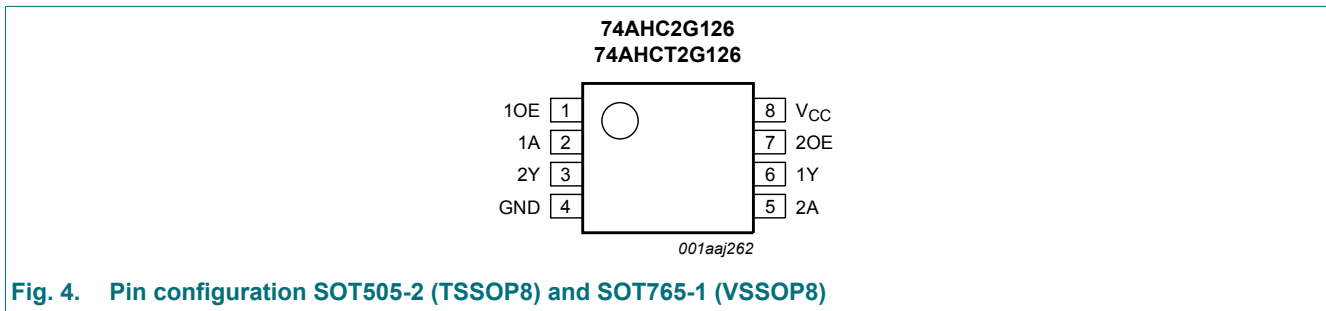 74AHC2G126
74AHCT2G126
1OE 1 8 VCC
1A 2 7 2OE
2Y 3 6 1Y
GND 4 5 2A
001aaj262
Fig. 4. Pin configuration SOT505-2 (TSSOP8) and SOT765-1 (VSSOP8)